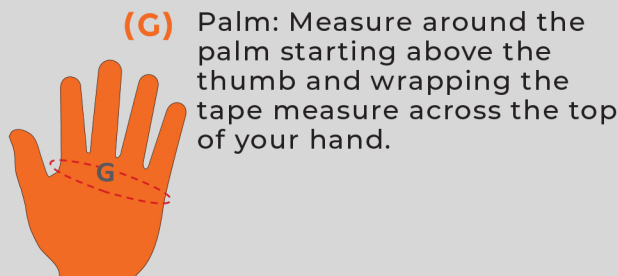 (G) Palm: Measure around the
palm starting above the
thumb and wrapping the
tape measure across the top
of your hand.
G